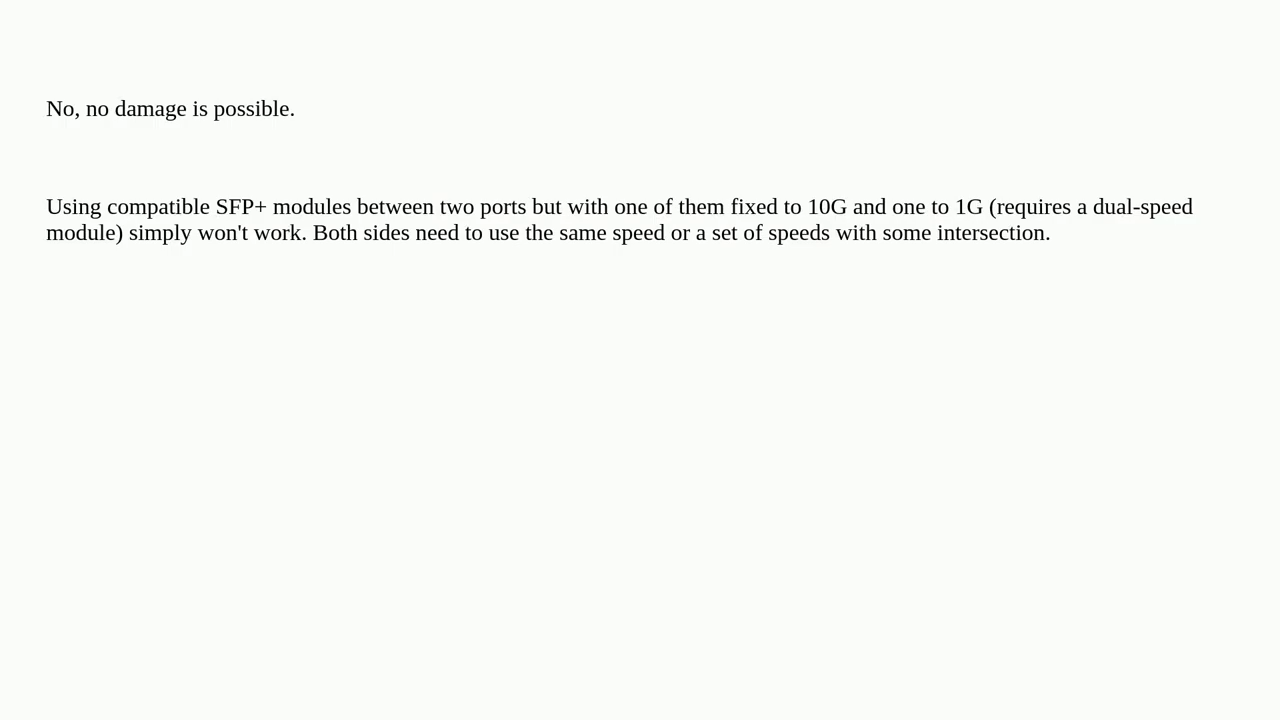 No, no damage is possible.
Using compatible SFP+ modules between two ports but with one of them fixed to 10G and one to 1G (requires a dual-speed
module) simply won't work. Both sides need to use the same speed or a set of speeds with some intersection.